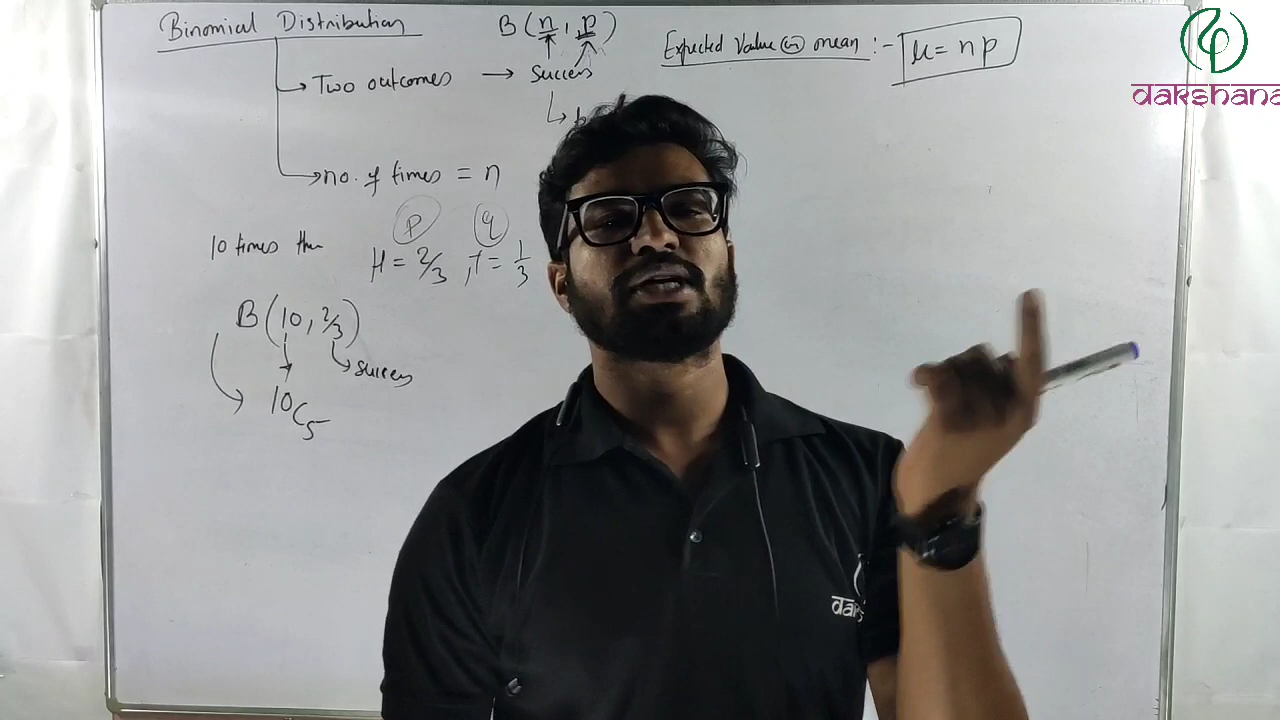 Binomial Distribution
B(n, p)
Expected Value (or) mean :- μ = np
→ Two outcomes → success
→ no. of times = n
p q
10 times
H = 2/3, T = 1/3
B(10, 2/3)
→ success
10C5
dakshana